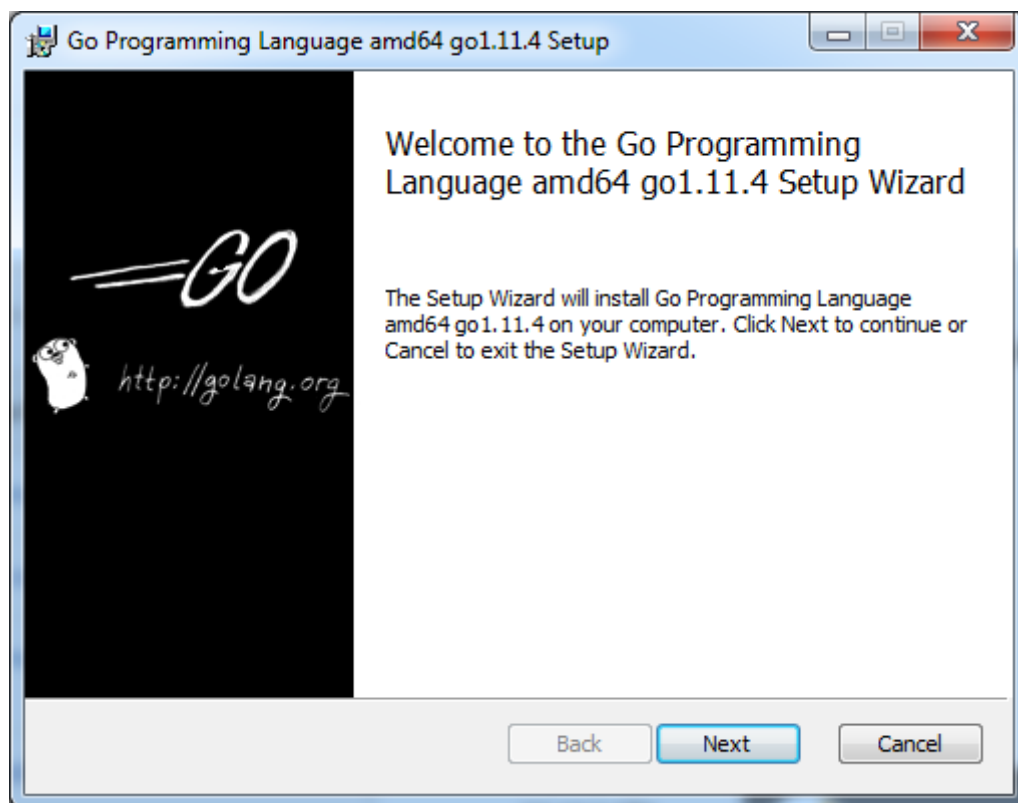 Go Programming Language amd64 go1.11.4 Setup
Welcome to the Go Programming
Language amd64 go1.11.4 Setup Wizard
GO
http://golang.org
The Setup Wizard will install Go Programming Language
amd64 go1.11.4 on your computer. Click Next to continue or
Cancel to exit the Setup Wizard.
Back
Next
Cancel